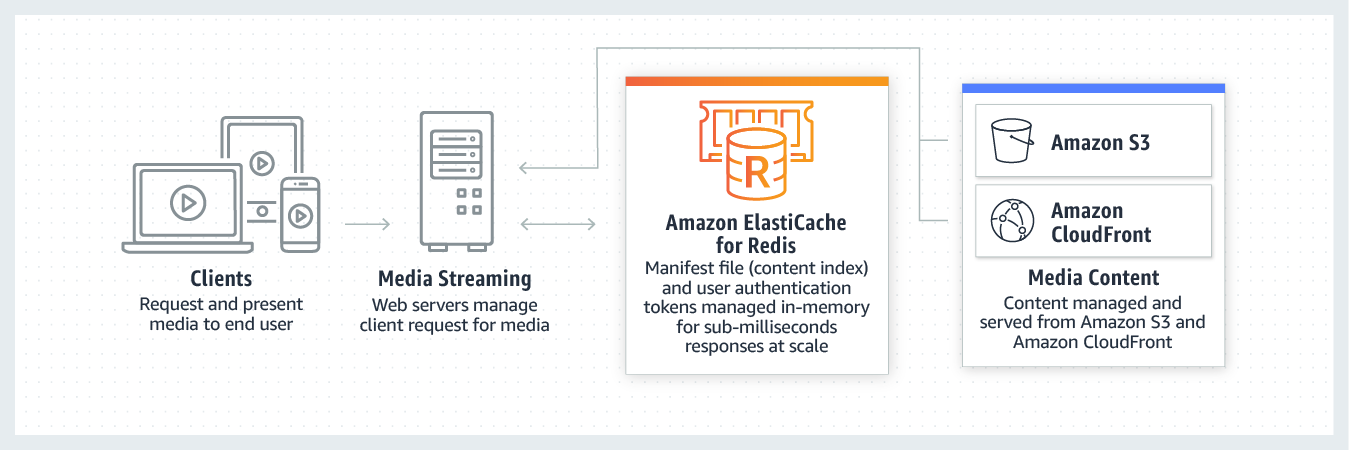 Clients
Request and present
media to end user
Media Streaming
Web servers manage
client request for media
R
Amazon ElastiCache
for Redis
Manifest file (content index)
and user authentication
tokens managed in-memory
for sub-milliseconds
responses at scale
Amazon S3
Amazon
CloudFront
Media Content
Content managed and
served from Amazon S3 and
Amazon CloudFront